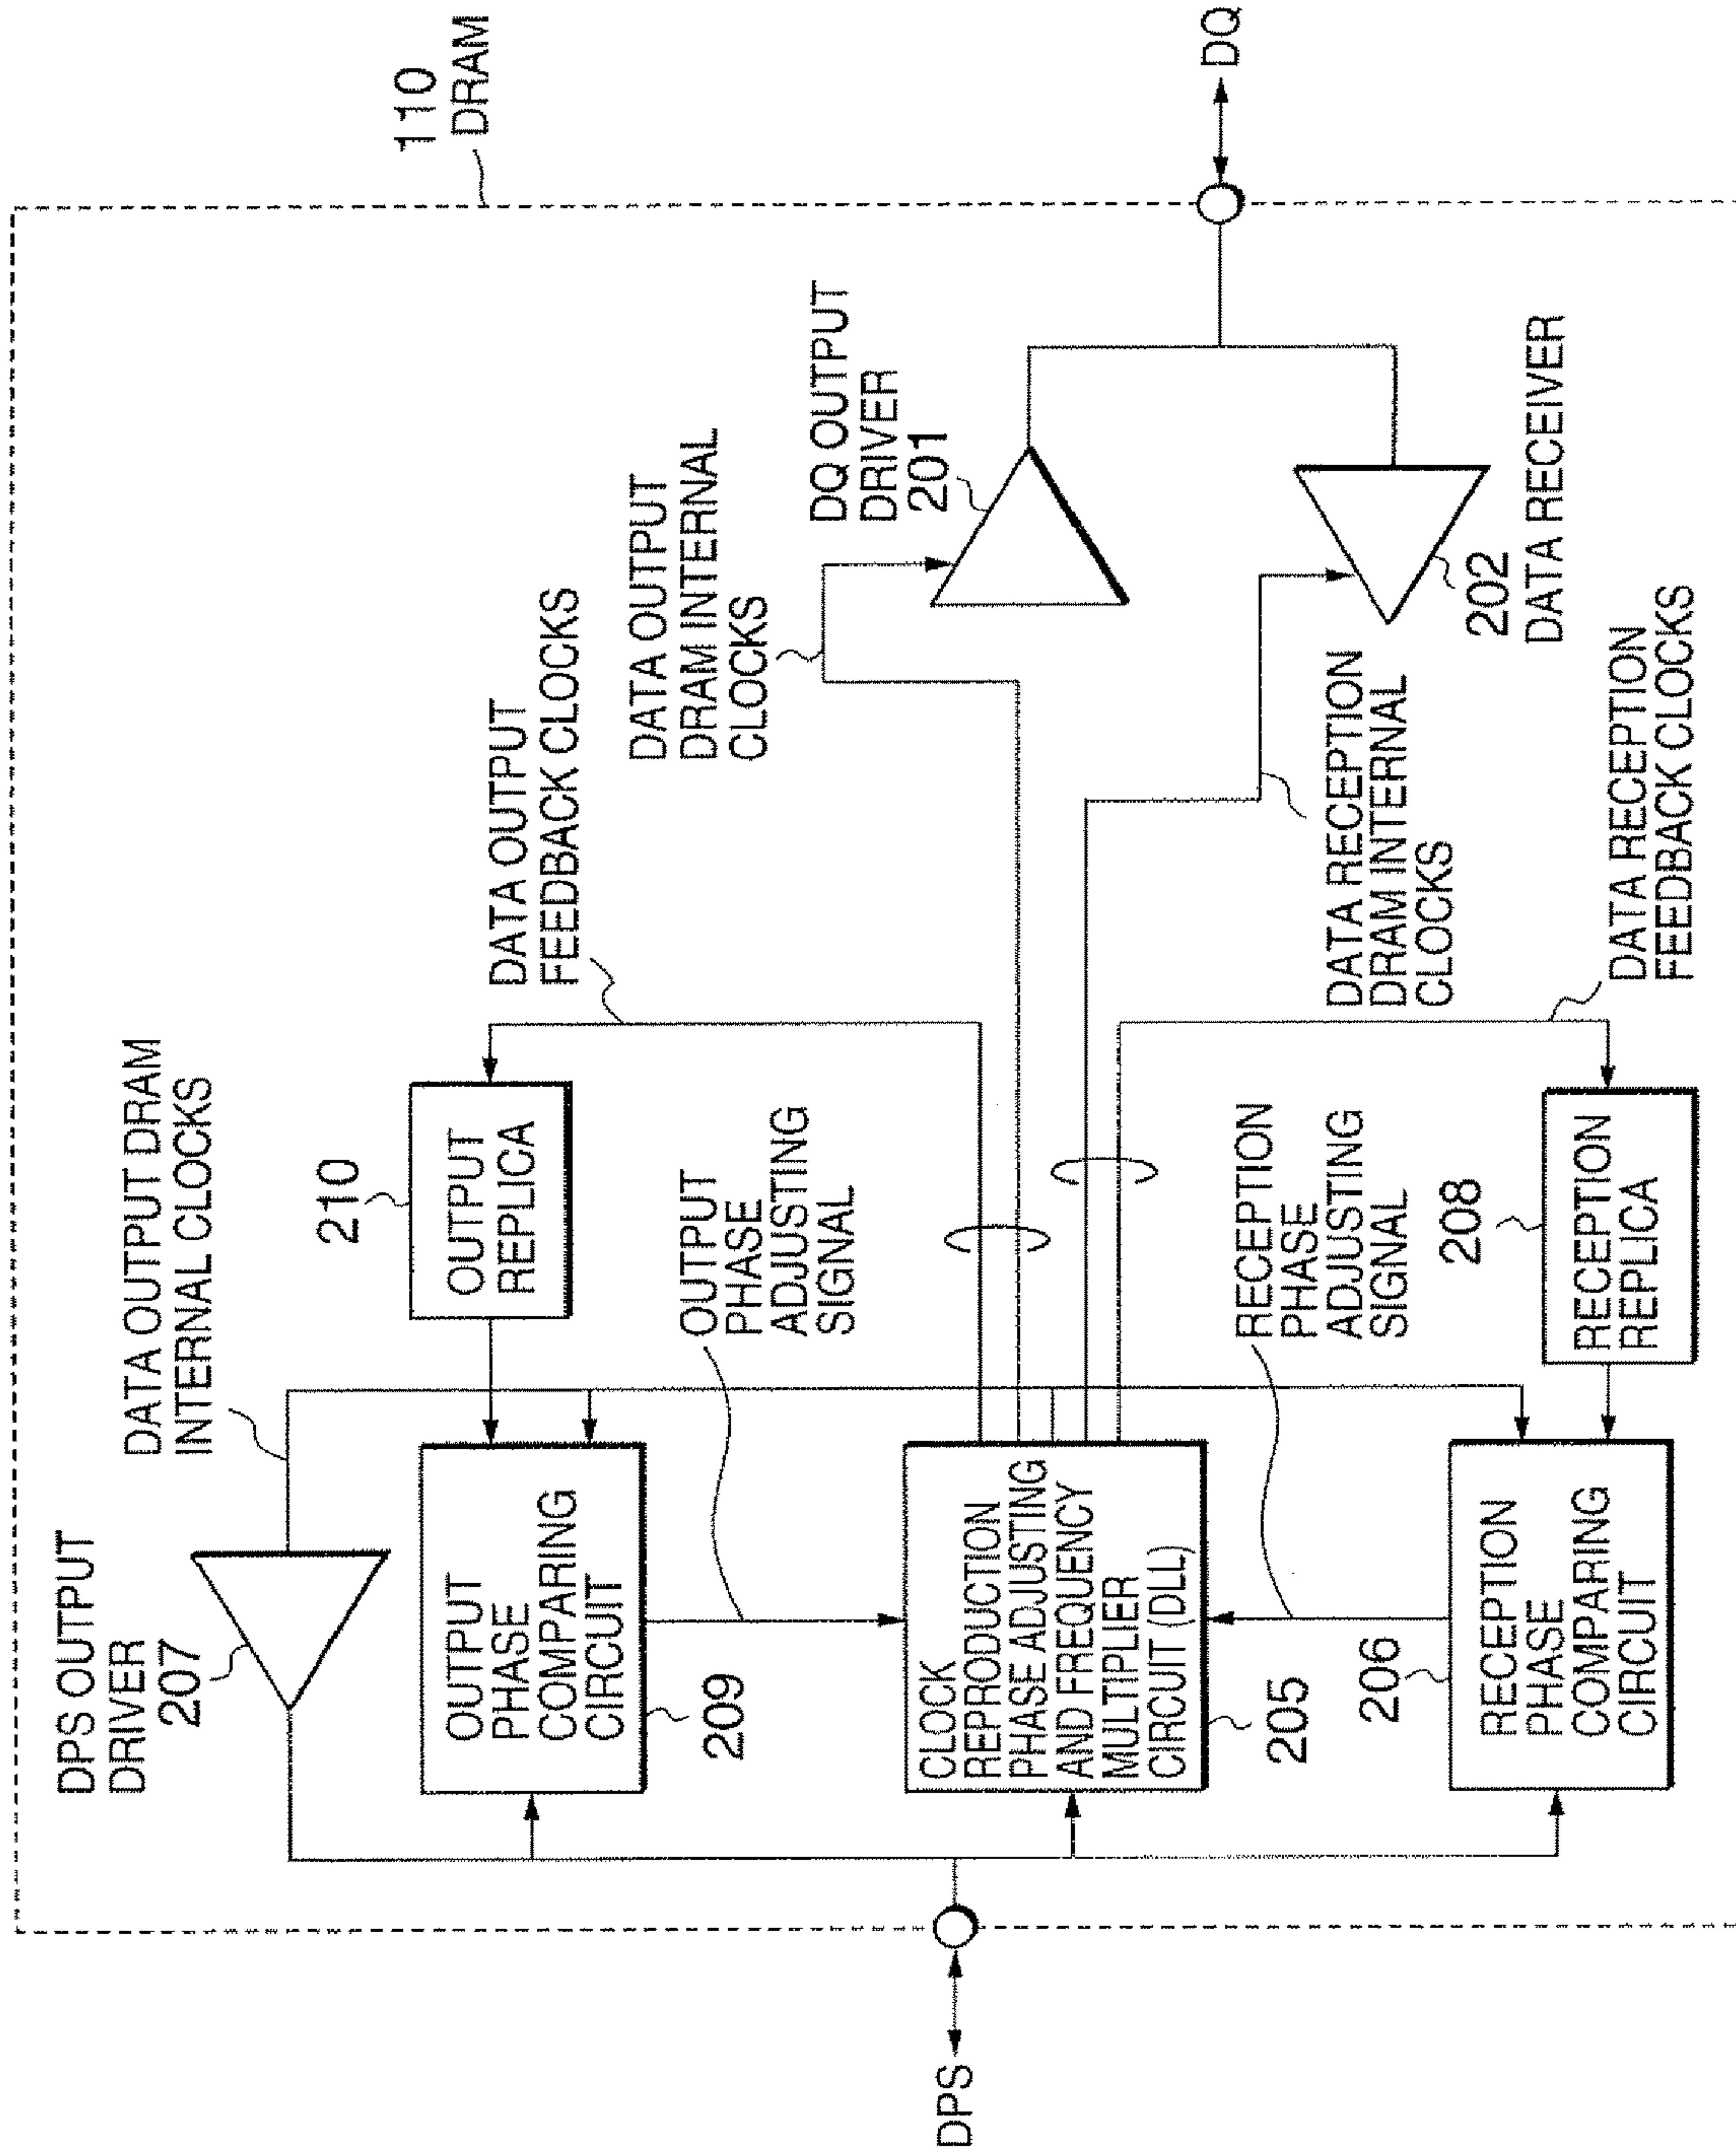 110
DRAM
DATA OUTPUT DRAM
INTERNAL CLOCKS
DPS OUTPUT
DRIVER
207
210
OUTPUT
REPLICA
DATA OUTPUT
FEEDBACK CLOCKS
OUTPUT
PHASE
COMPARING
CIRCUIT
209
OUTPUT
PHASE
ADJUSTING
SIGNAL
DATA OUTPUT
DRAM INTERNAL
CLOCKS
DQ OUTPUT
DRIVER
201
DPS
CLOCK
REPRODUCTION
PHASE ADJUSTING
AND FREQUENCY
MULTIPLIER
CIRCUIT (DLL)
205
DQ
RECEPTION
PHASE
ADJUSTING
SIGNAL
DATA RECEPTION
DRAM INTERNAL
CLOCKS
202
DATA RECEIVER
206
RECEPTION
PHASE
COMPARING
CIRCUIT
208
RECEPTION
REPLICA
DATA RECEPTION
FEEDBACK CLOCKS